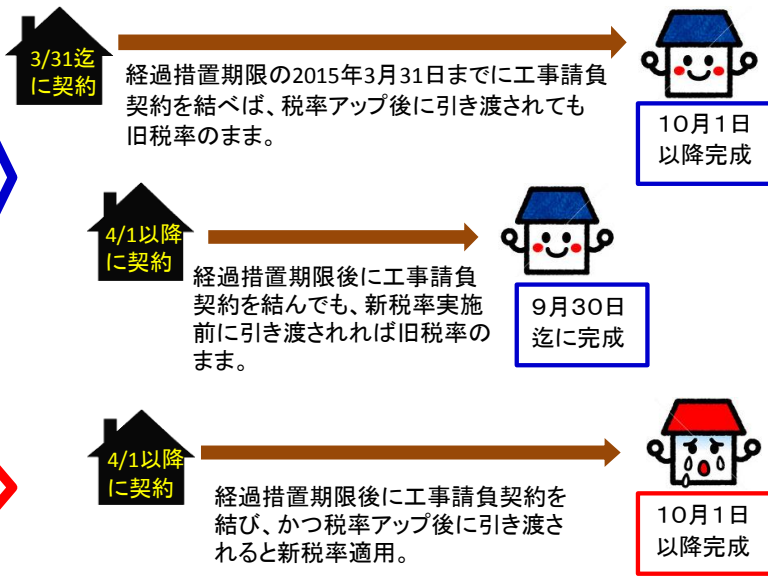 3/31迄
に契約
経過措置期限の2015年3月31日までに工事請負
契約を結べば、税率アップ後に引き渡されても
旧税率のまま。
10月1日
以降完成
4/1以降
に契約
経過措置期限後に工事請負
契約を結んでも、新税率実施
前に引き渡されれば旧税率の
まま。
9月30日
迄に完成
4/1以降
に契約
経過措置期限後に工事請負契約を
結び、かつ税率アップ後に引き渡さ
れると新税率適用。
10月1日
以降完成